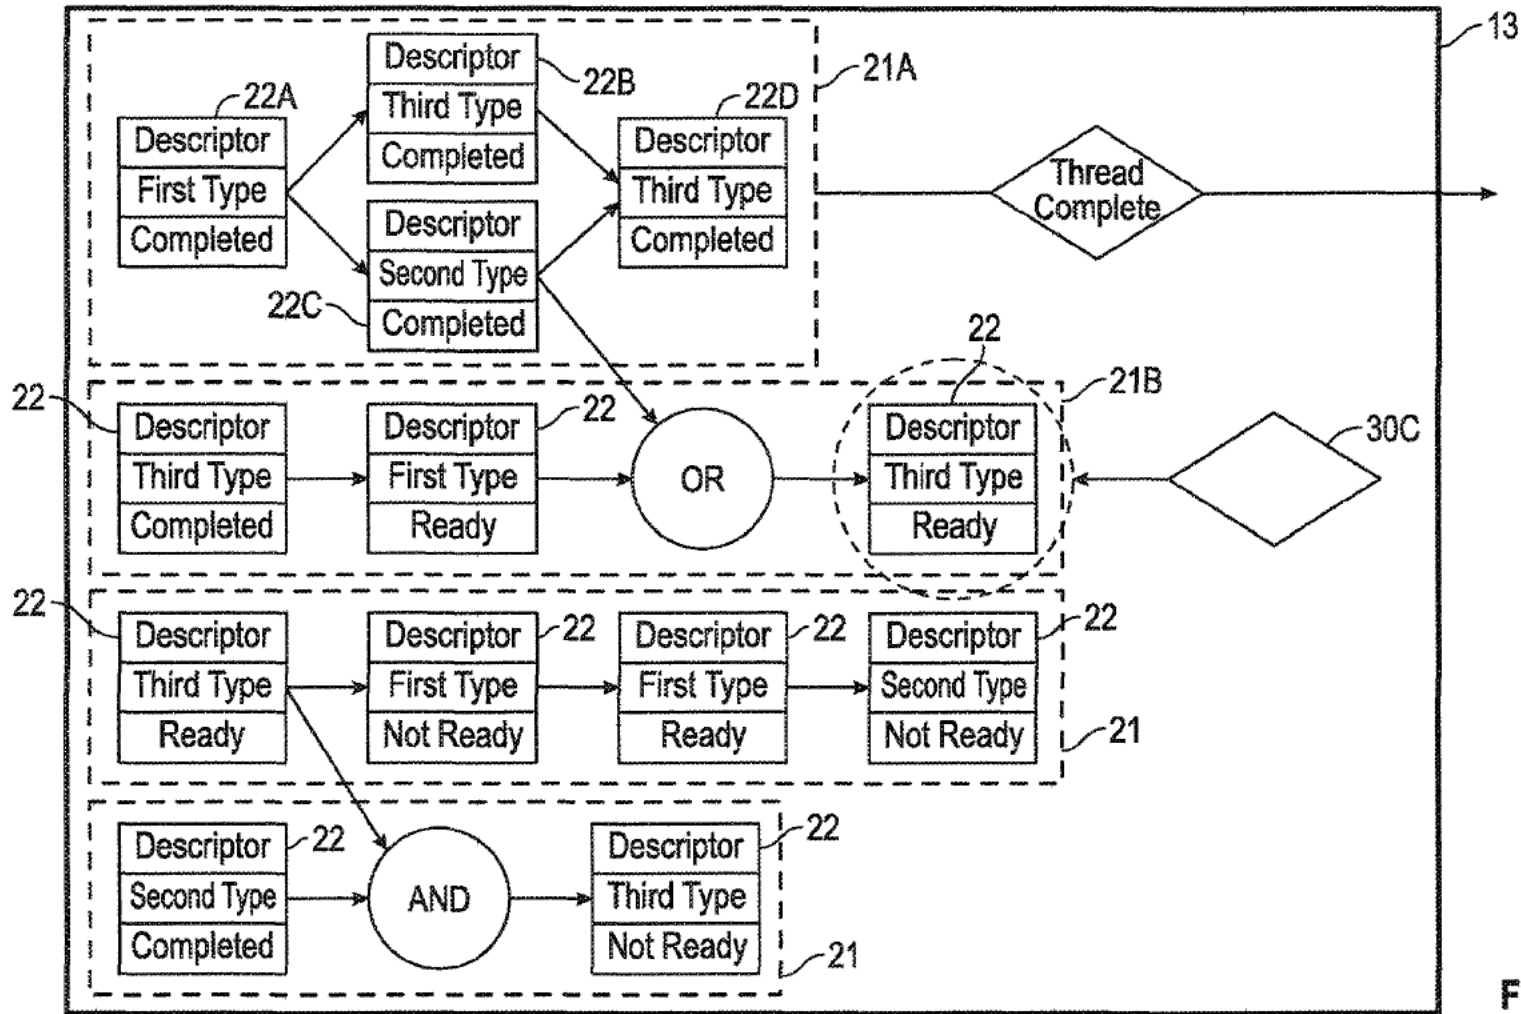 13
21A
22A
Descriptor
First Type
Completed
22B
Descriptor
Third Type
Completed
22C
Descriptor
Second Type
Completed
22D
Descriptor
Third Type
Completed
Thread
Complete
21B
22
Descriptor
Third Type
Completed
22
Descriptor
First Type
Ready
OR
22
Descriptor
Third Type
Ready
30C
22
Descriptor
Third Type
Ready
22
Descriptor
First Type
Not Ready
22
Descriptor
First Type
Ready
22
Descriptor
Second Type
Not Ready
21
22
Descriptor
Second Type
Completed
AND
22
Descriptor
Third Type
Not Ready
21
F